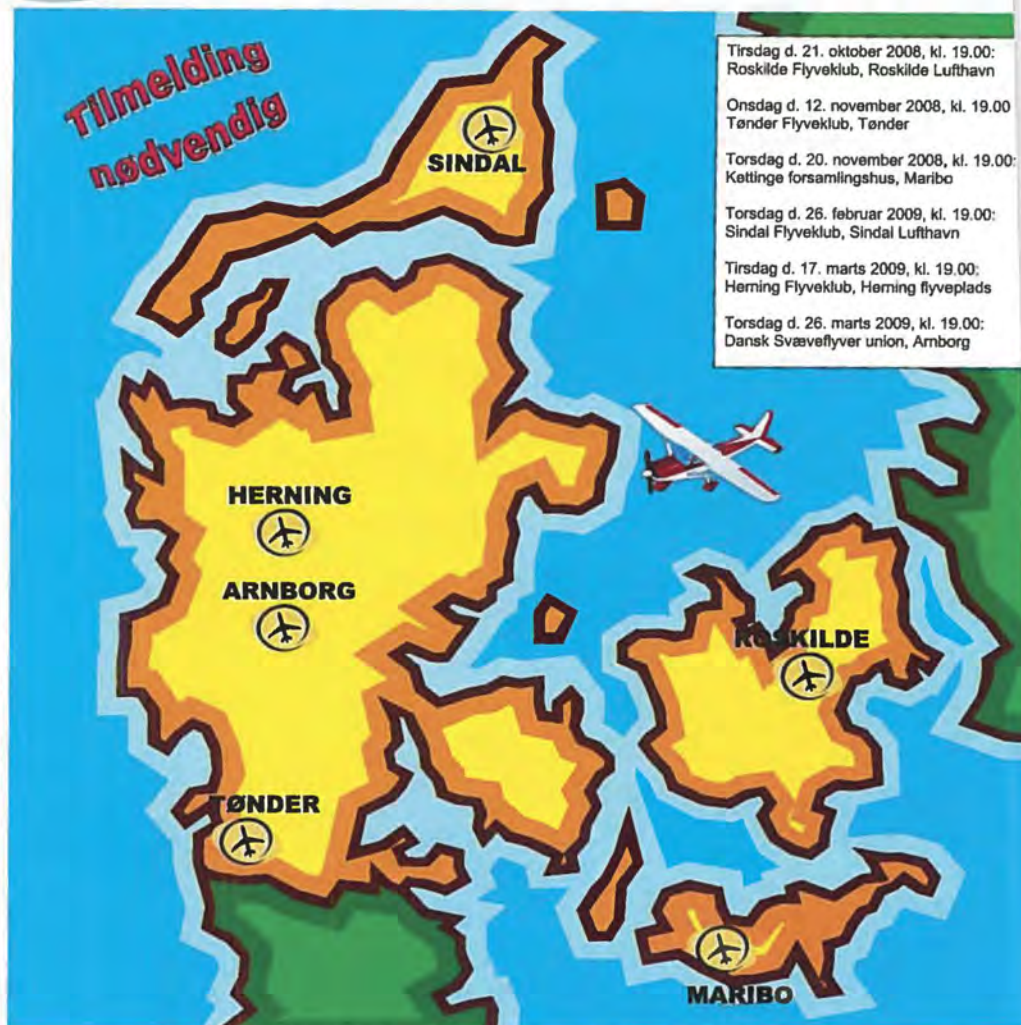 Tilmelding
nødvendig
Tirsdag d. 21. oktober 2008, kl. 19.00:
Roskilde Flyveklub, Roskilde Lufthavn
Onsdag d. 12. november 2008, kl. 19.00
Tønder Flyveklub, Tønder
Torsdag d. 20. november 2008, kl. 19.00:
Kettinge forsamlingshus, Maribo
Torsdag d. 26. februar 2009, kl. 19.00:
Sindal Flyveklub, Sindal Lufthavn
Tirsdag d. 17. marts 2009, kl. 19.00:
Herning Flyveklub, Herning flyveplads
Torsdag d. 26. marts 2009, kl. 19.00:
Dansk Svæveflyver union, Arnborg
SINDAL
HERNING
ARNBORG
ROSKILDE
TØNDER
MARIBO